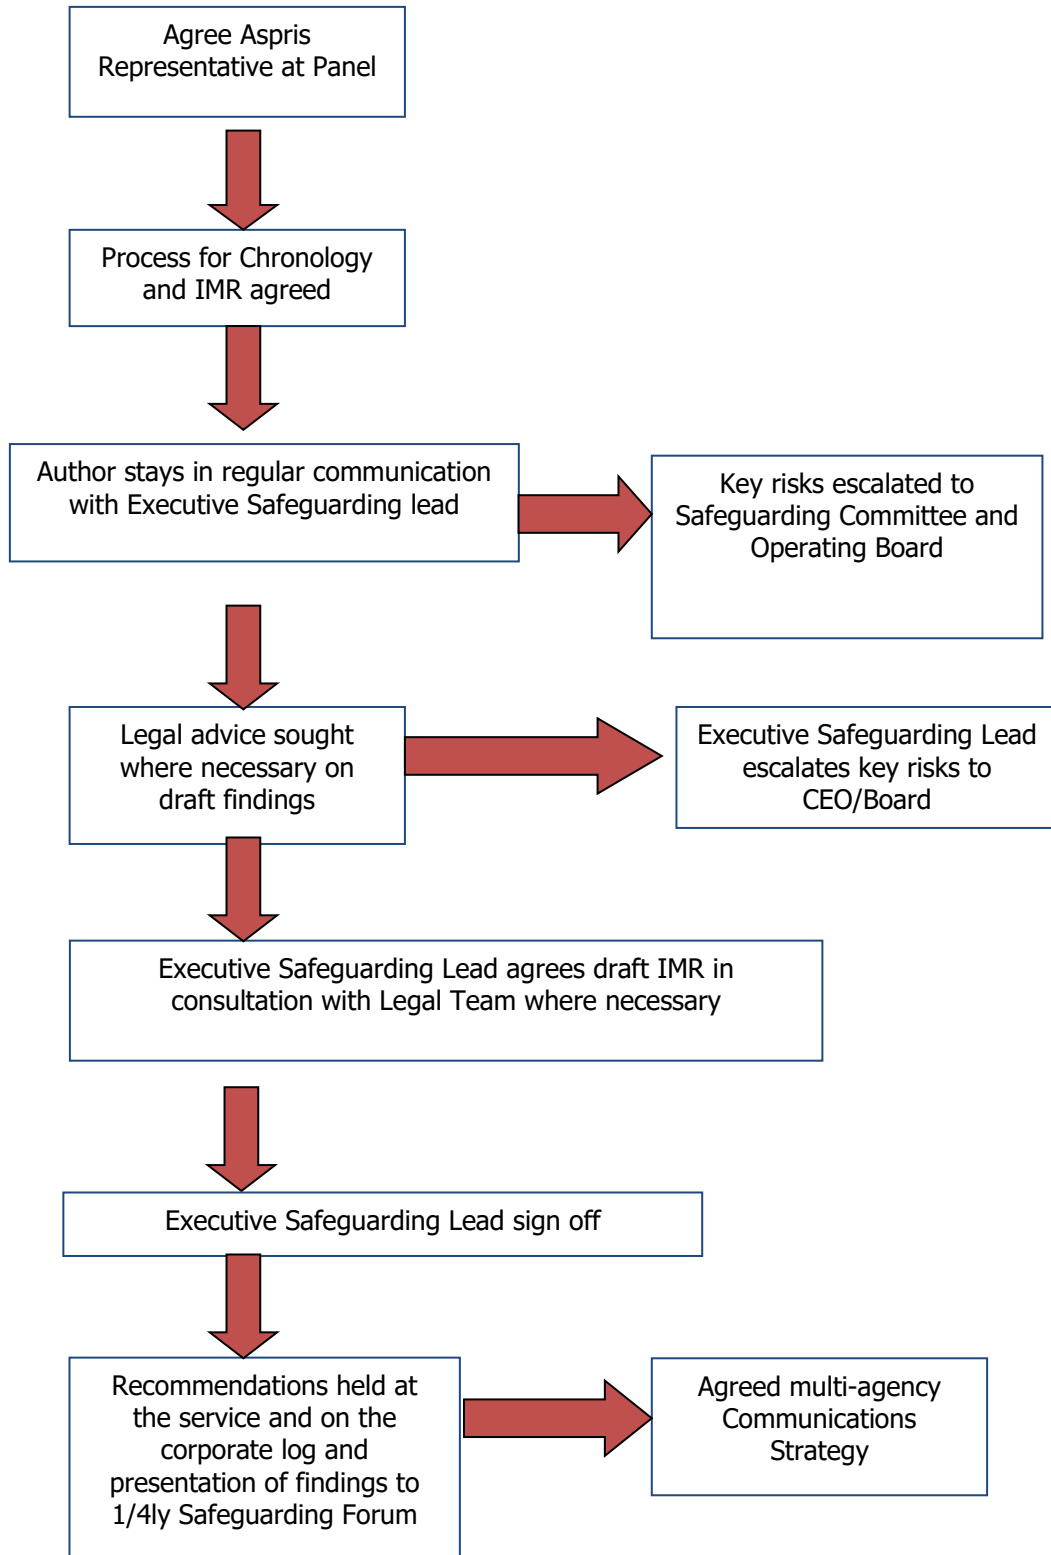 Agree Aspris
Representative at Panel
Process for Chronology
and IMR agreed
Author stays in regular communication
with Executive Safeguarding lead
Key risks escalated to
Safeguarding Committee and
Operating Board
Legal advice sought
where necessary on
draft findings
Executive Safeguarding Lead
escalates key risks to
CEO/Board
Executive Safeguarding Lead agrees draft IMR in
consultation with Legal Team where necessary
Executive Safeguarding Lead sign off
Recommendations held at
the service and on the
corporate log and
presentation of findings to
1/4ly Safeguarding Forum
Agreed multi-agency
Communications
Strategy